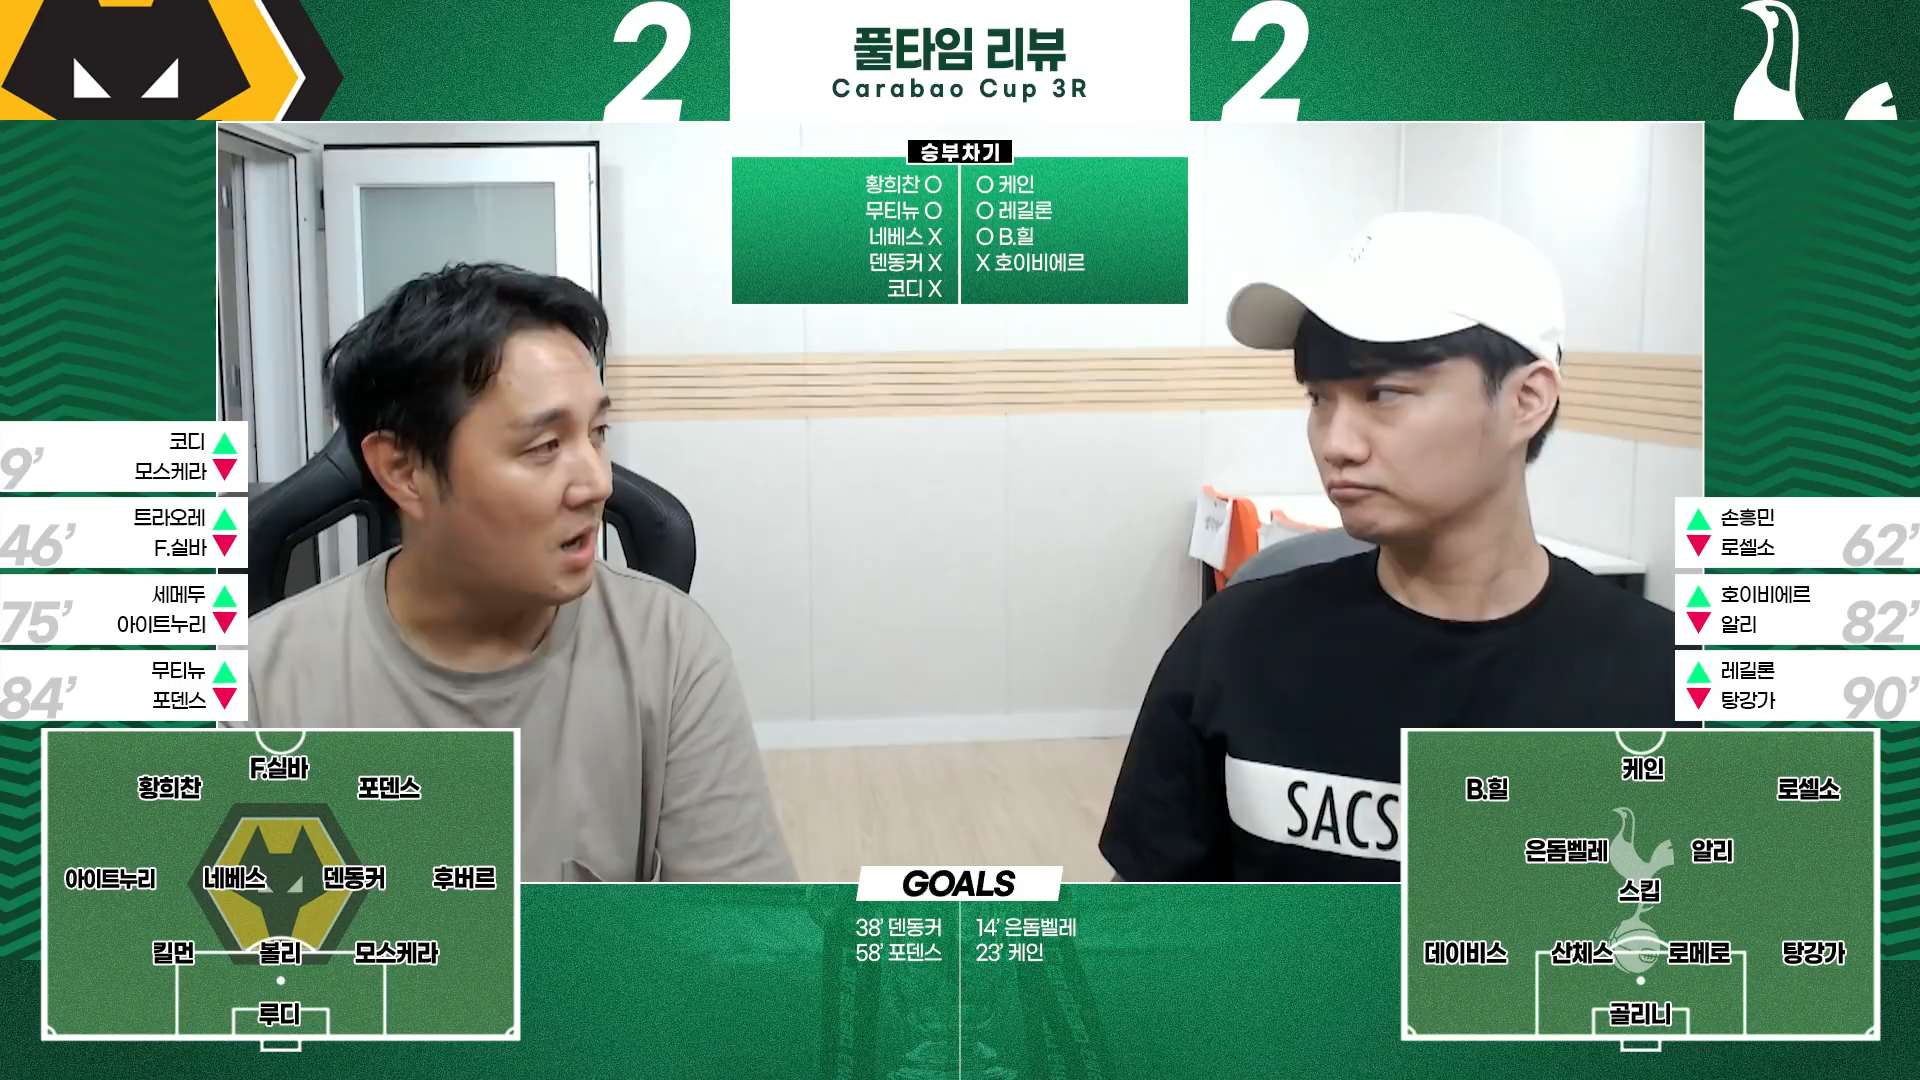 2
풀타임 리뷰
Carabao Cup 3R
2
승부차기
황희찬 O
O 케인
무티뉴 O
O 레길론
네베스 X
O B.힐
덴동커 X
X 호이비에르
코디 X
9’
코디
모스케라
46’
트라오레
F.실바
75’
세메두
아이트누리
84’
무티뉴
포덴스
손흥민
로셀소
62’
호이비에르
알리
82’
레길론
탕강가
90’
SACS
F.실바
황희찬
포덴스
아이트누리
네베스
덴동커
후버르
킬먼
볼리
모스케라
루디
GOALS
38’ 덴동커
14’ 은돔벨레
58’ 포덴스
23’ 케인
케인
B.힐
로셀소
은돔벨레
알리
스킵
데이비스
산체스
로메로
탕강가
골리니